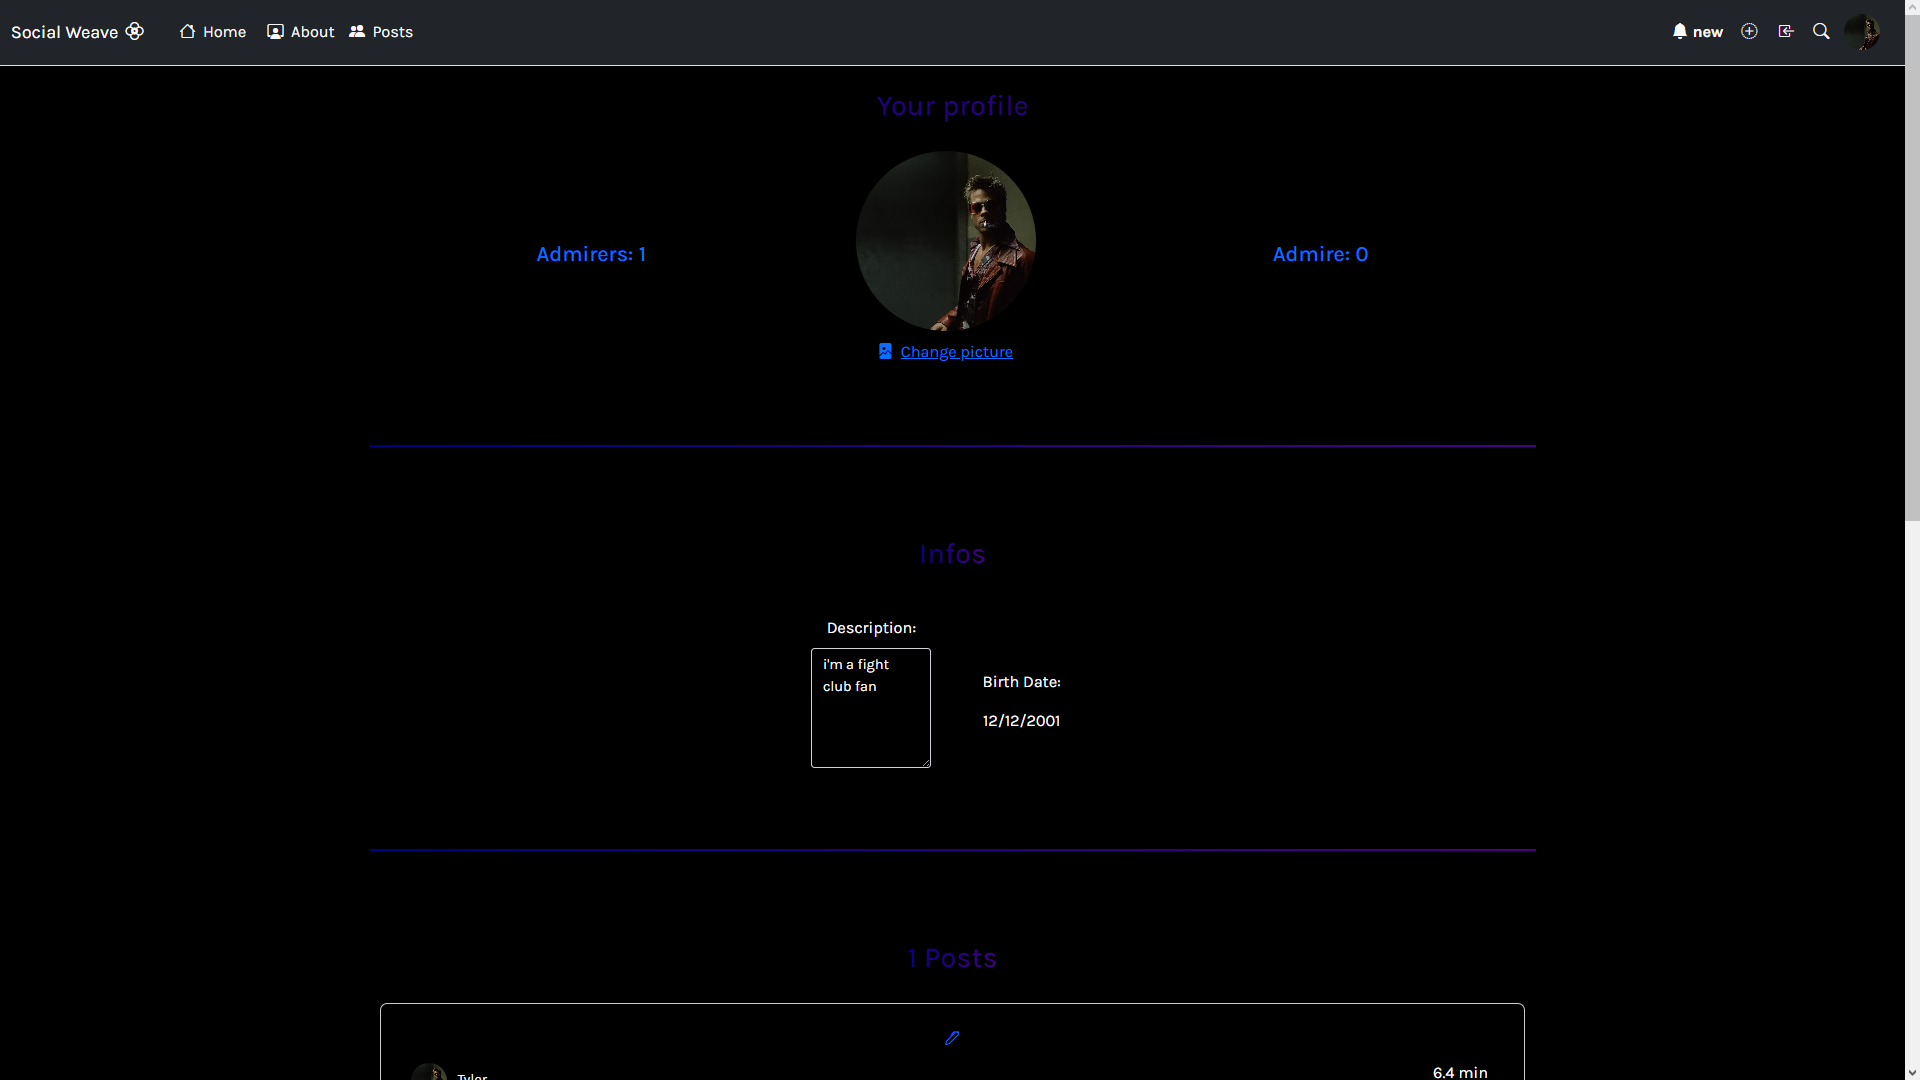 Social Weave
Home
About
Posts
new
Your profile
Admirers: 1
Admire: 0
Change picture
Infos
Description:
i'm a fight
club fan
Birth Date:
12/12/2001
1 Posts
Tyler
6.4 min